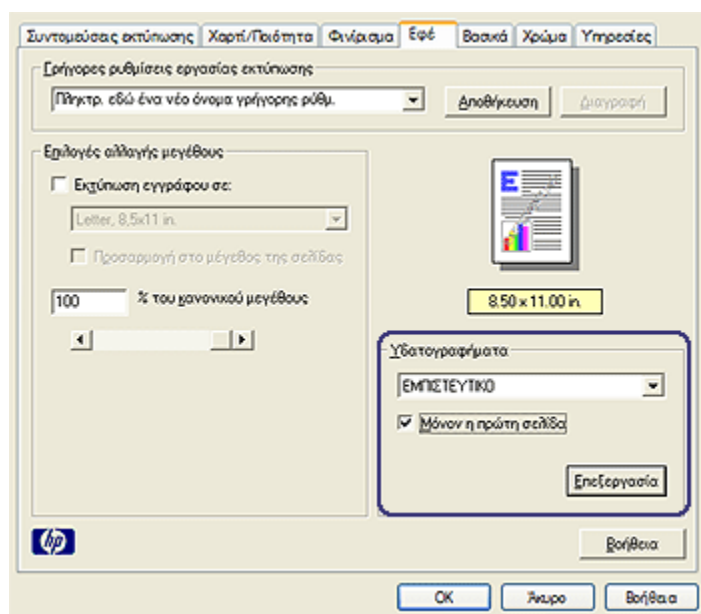 Συντομεύσεις εκτύπωσης Χαρτί/Ποιότητα Φινίρισμα Εφέ Βασικά Χρώμα Υπηρεσίες
Γρήγορες ρυθμίσεις εργασίας εκτύπωσης
Πληκτρ. εδώ ένα νέο όνομα γρήγορης ρύθμ. Αποθήκευση Διαγραφή
Επιλογές αλλαγής μεγέθους
Εκτύπωση εγγράφου σε:
Letter, 8,5x11 in.
Προσαρμογή στο μέγεθος της σελίδας
100 % του κανονικού μεγέθους
8.50 x 11.00 in.
Υδατογραφήματα
ΕΜΠΙΣΤΕΥΤΙΚΟ
Μόνον η πρώτη σελίδα
Επεξεργασία
hp Βοήθεια
OK Άκυρο Βοήθεια